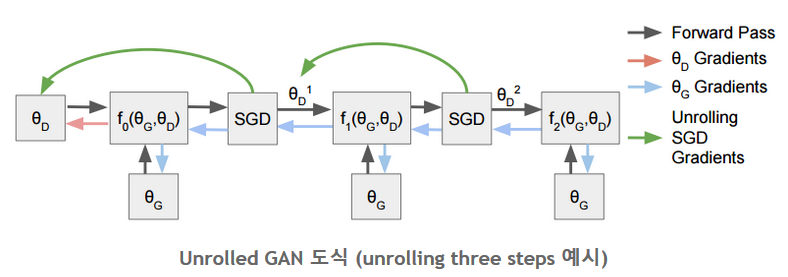 Forward Pass
θD Gradients
θG Gradients
Unrolling
SGD
Gradients
θD
f0(θG,θD)
SGD
θD1
f1(θG,θD)
SGD
θD2
f2(θG,θD)
θG
θG
θG
Unrolled GAN 도식 (unrolling three steps 예시)